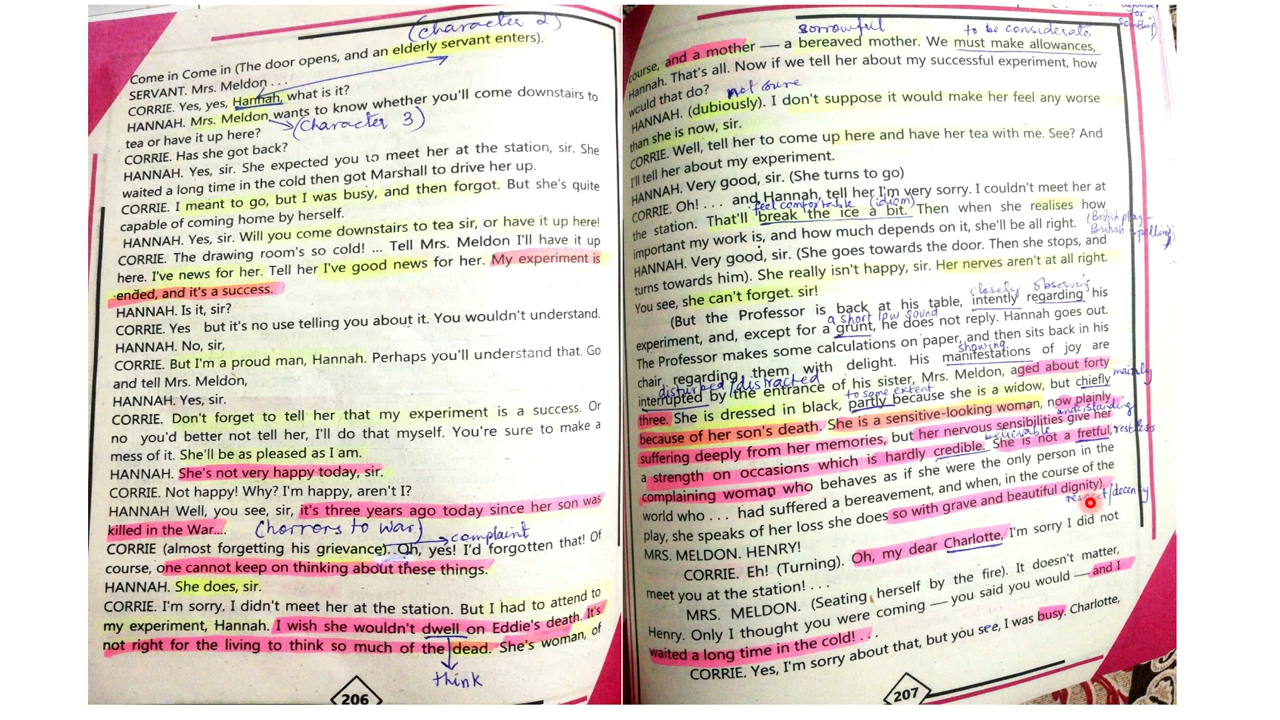 (character 2)
Come in Come in (The door opens, and an elderly servant enters).
SERVANT. Mrs. Meldon . . .
CORRIE. Yes, yes, Hannah, what is it?
HANNAH. Mrs. Meldon wants to know whether you'll come downstairs to
tea or have it up here?
(character 3)
CORRIE. Has she got back?
HANNAH. Yes, sir. She expected you to meet her at the station, sir. She
waited a long time in the cold then got Marshall to drive her up.
CORRIE. I meant to go, but I was busy, and then forgot. But she's quite
capable of coming home by herself.
HANNAH. Yes, sir. Will you come downstairs to tea sir, or have it up here!
CORRIE. The drawing room's so cold! ... Tell Mrs. Meldon I'll have it up
here. I've news for her. Tell her I've good news for her. My experiment is
ended, and it's a success.
HANNAH. Is it, sir?
CORRIE. Yes but it's no use telling you about it. You wouldn't understand.
HANNAH. No, sir,
CORRIE. But I'm a proud man, Hannah. Perhaps you'll understand that. Go
and tell Mrs. Meldon,
HANNAH. Yes, sir.
CORRIE. Don't forget to tell her that my experiment is a success. Or
no you'd better not tell her, I'll do that myself. You're sure to make a
mess of it. She'll be as pleased as I am.
HANNAH. She's not very happy today, sir.
CORRIE. Not happy! Why? I'm happy, aren't I?
HANNAH Well, you see, sir, it's three years ago today since her son was
killed in the War....
(horrors to war)
complaint
CORRIE (almost forgetting his grievance). Oh, yes! I'd forgotten that! Of
course, one cannot keep on thinking about these things.
HANNAH. She does, sir.
CORRIE. I'm sorry. I didn't meet her at the station. But I had to attend to
my experiment, Hannah. I wish she wouldn't dwell on Eddie's death. It's
not right for the living to think so much of the dead. She's woman, of
think
206
sorrowful
to be considerate
course, and a mother — a bereaved mother. We must make allowances,
Hannah. That's all. Now if we tell her about my successful experiment, how
would that do?
not sure
HANNAH. (dubiously). I don't suppose it would make her feel any worse
than she is now, sir.
CORRIE. Well, tell her to come up here and have her tea with me. See? And
I'll tell her about my experiment.
HANNAH. Very good, sir. (She turns to go)
CORRIE. Oh! . . . and Hannah, tell her I'm very sorry. I couldn't meet her at
feel comfortable (idiom)
the station. That'll break the ice a bit. Then when she realises how
(British play –
British spelling)
important my work is, and how much depends on it, she'll be all right.
HANNAH. Very good, sir. (She goes towards the door. Then she stops, and
turns towards him). She really isn't happy, sir. Her nerves aren't at all right.
You see, she can't forget. sir!
closely observing
(But the Professor is back at his table, intently regarding his
a short low sound
experiment, and, except for a grunt, he does not reply. Hannah goes out.
The Professor makes some calculations on paper, and then sits back in his
showing
chair, regarding them with delight. His manifestations of joy are
disturbed/distracted
interrupted by the entrance of his sister, Mrs. Meldon, aged about forty
to some extent
mainly
three. She is dressed in black, partly because she is a widow, but chiefly
because of her son's death. She is a sensitive-looking woman, now plainly
understanding
suffering deeply from her memories, but her nervous sensibilities give her
believable
a strength on occasions which is hardly credible. She is not a fretful,
restless
complaining woman who behaves as if she were the only person in the
world who . . . had suffered a bereavement, and when, in the course of the
play, she speaks of her loss she does so with grave and beautiful dignity).
respect/decency
MRS. MELDON. HENRY!
CORRIE. Eh! (Turning). Oh, my dear Charlotte, I'm sorry I did not
meet you at the station! . . .
MRS. MELDON. (Seating herself by the fire). It doesn't matter,
Henry. Only I thought you were coming — you said you would — and I
waited a long time in the cold! . . .
CORRIE. Yes, I'm sorry about that, but you see, I was busy. Charlotte,
207